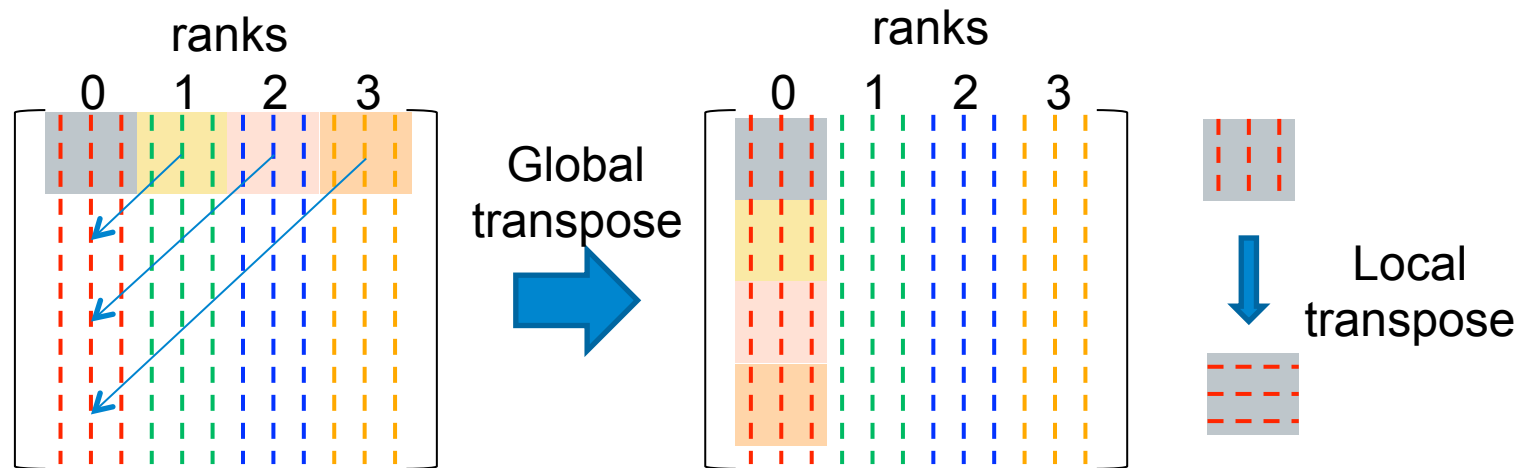 ranks
0 1 2 3
Global
transpose
ranks
0 1 2 3
Local
transpose